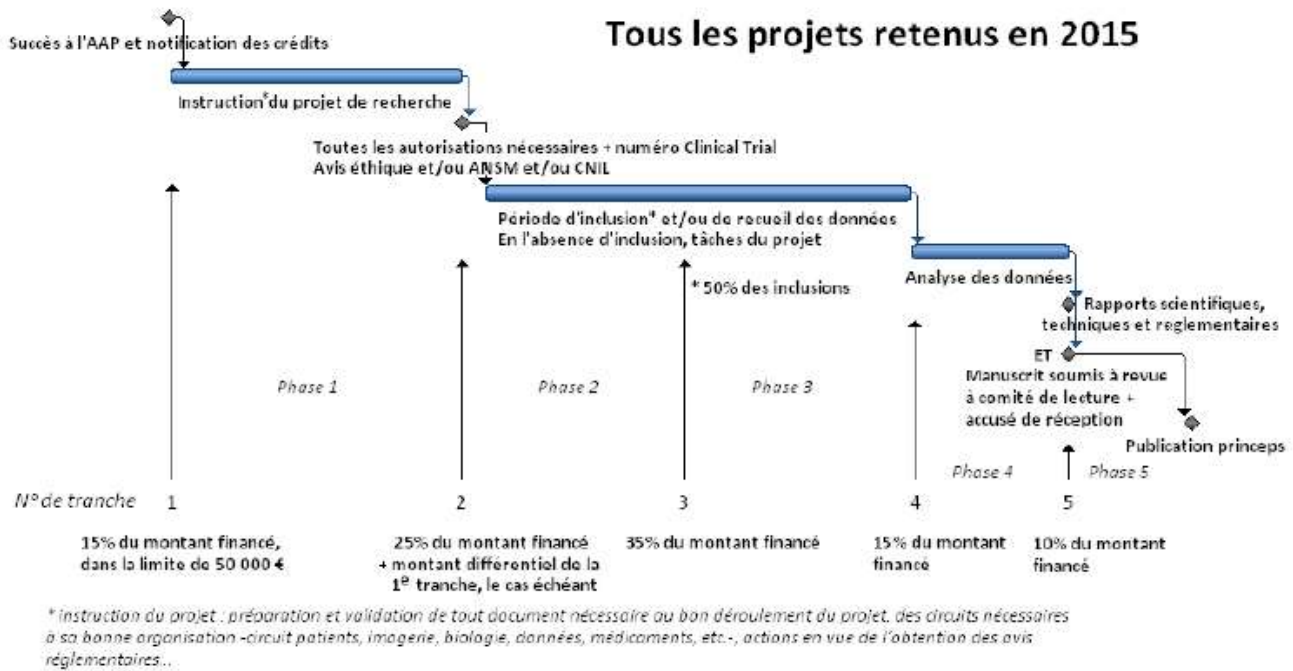 Tous les projets retenus en 2015
Succès à l'AAP et notification des crédits
Instruction* du projet de recherche
Toutes les autorisations nécessaires + numéro Clinical Trial
Avis éthique et/ou ANSM et/ou CNIL
Période d'inclusion* et/ou de recueil des données
En l'absence d'inclusion, tâches du projet
* 50% des inclusions
Analyse des données
Rapports scientifiques,
techniques et reglementaires
ET
Manuscrit soumis à revue
à comité de lecture +
accusé de réception
Publication princeps
Phase 1
Phase 2
Phase 3
Phase 4
Phase 5
N° de tranche
1
2
3
4
5
15% du montant financé,
dans la limite de 50 000 €
25% du montant financé
+ montant différentiel de la
1e tranche, le cas échéant
35% du montant financé
15% du montant
financé
10% du montant
financé
* instruction du projet : préparation et validation de tout document nécessaire au bon déroulement du projet, des circuits nécessaires
à sa bonne organisation -circuit patients, imagerie, biologie, données, médicaments, etc.-, actions en vue de l'obtention des avis
réglementaires...